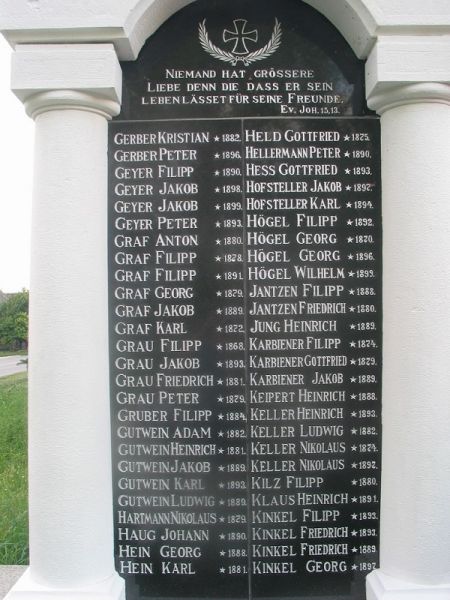 Niemand hat grössere
Liebe denn die dass er sein
leben lässet für seine Freunde.
Ev. Joh. 15,13.
Gerber Kristian * 1882.
Gerber Peter * 1896.
Geyer Filipp * 1890.
Geyer Jakob * 1898.
Geyer Jakob * 1899.
Geyer Peter * 1893.
Graf Anton * 1880.
Graf Filipp * 1878.
Graf Filipp * 1891.
Graf Georg * 1879.
Graf Jakob * 1889.
Graf Karl * 1872.
Grau Filipp * 1868.
Grau Jakob * 1893.
Grau Friedrich * 1881.
Grau Peter * 1879.
Gruber Filipp * 1884.
Gutwein Adam * 1882.
Gutwein Heinrich * 1881.
Gutwein Jakob * 1889.
Gutwein Karl * 1893.
Gutwein Ludwig * 1889.
Hartmann Nikolaus * 1879.
Haug Johann * 1890.
Hein Georg * 1888.
Hein Karl * 1881.
Held Gottfried * 1875.
Hellermann Peter * 1890.
Hess Gottfried * 1893.
Hofsteller Jakob * 1897.
Hofsteller Karl * 1894.
Högel Filipp * 1892.
Högel Georg * 1870.
Högel Georg * 1896.
Högel Wilhelm * 1899.
Jantzen Filipp * 1888.
Jantzen Friedrich * 1880.
Jung Heinrich * 1889.
Karbiener Filipp * 1874.
Karbiener Gottfried * 1879.
Karbiener Jakob * 1889.
Keipert Heinrich * 1888.
Keller Heinrich * 1893.
Keller Ludwig * 1882.
Keller Nikolaus * 1874.
Keller Nikolaus * 1897.
Kilz Filipp * 1880.
Klaus Heinrich * 1891.
Kinkel Filipp * 1893.
Kinkel Friedrich * 1893.
Kinkel Friedrich * 1889.
Kinkel Georg * 1897.